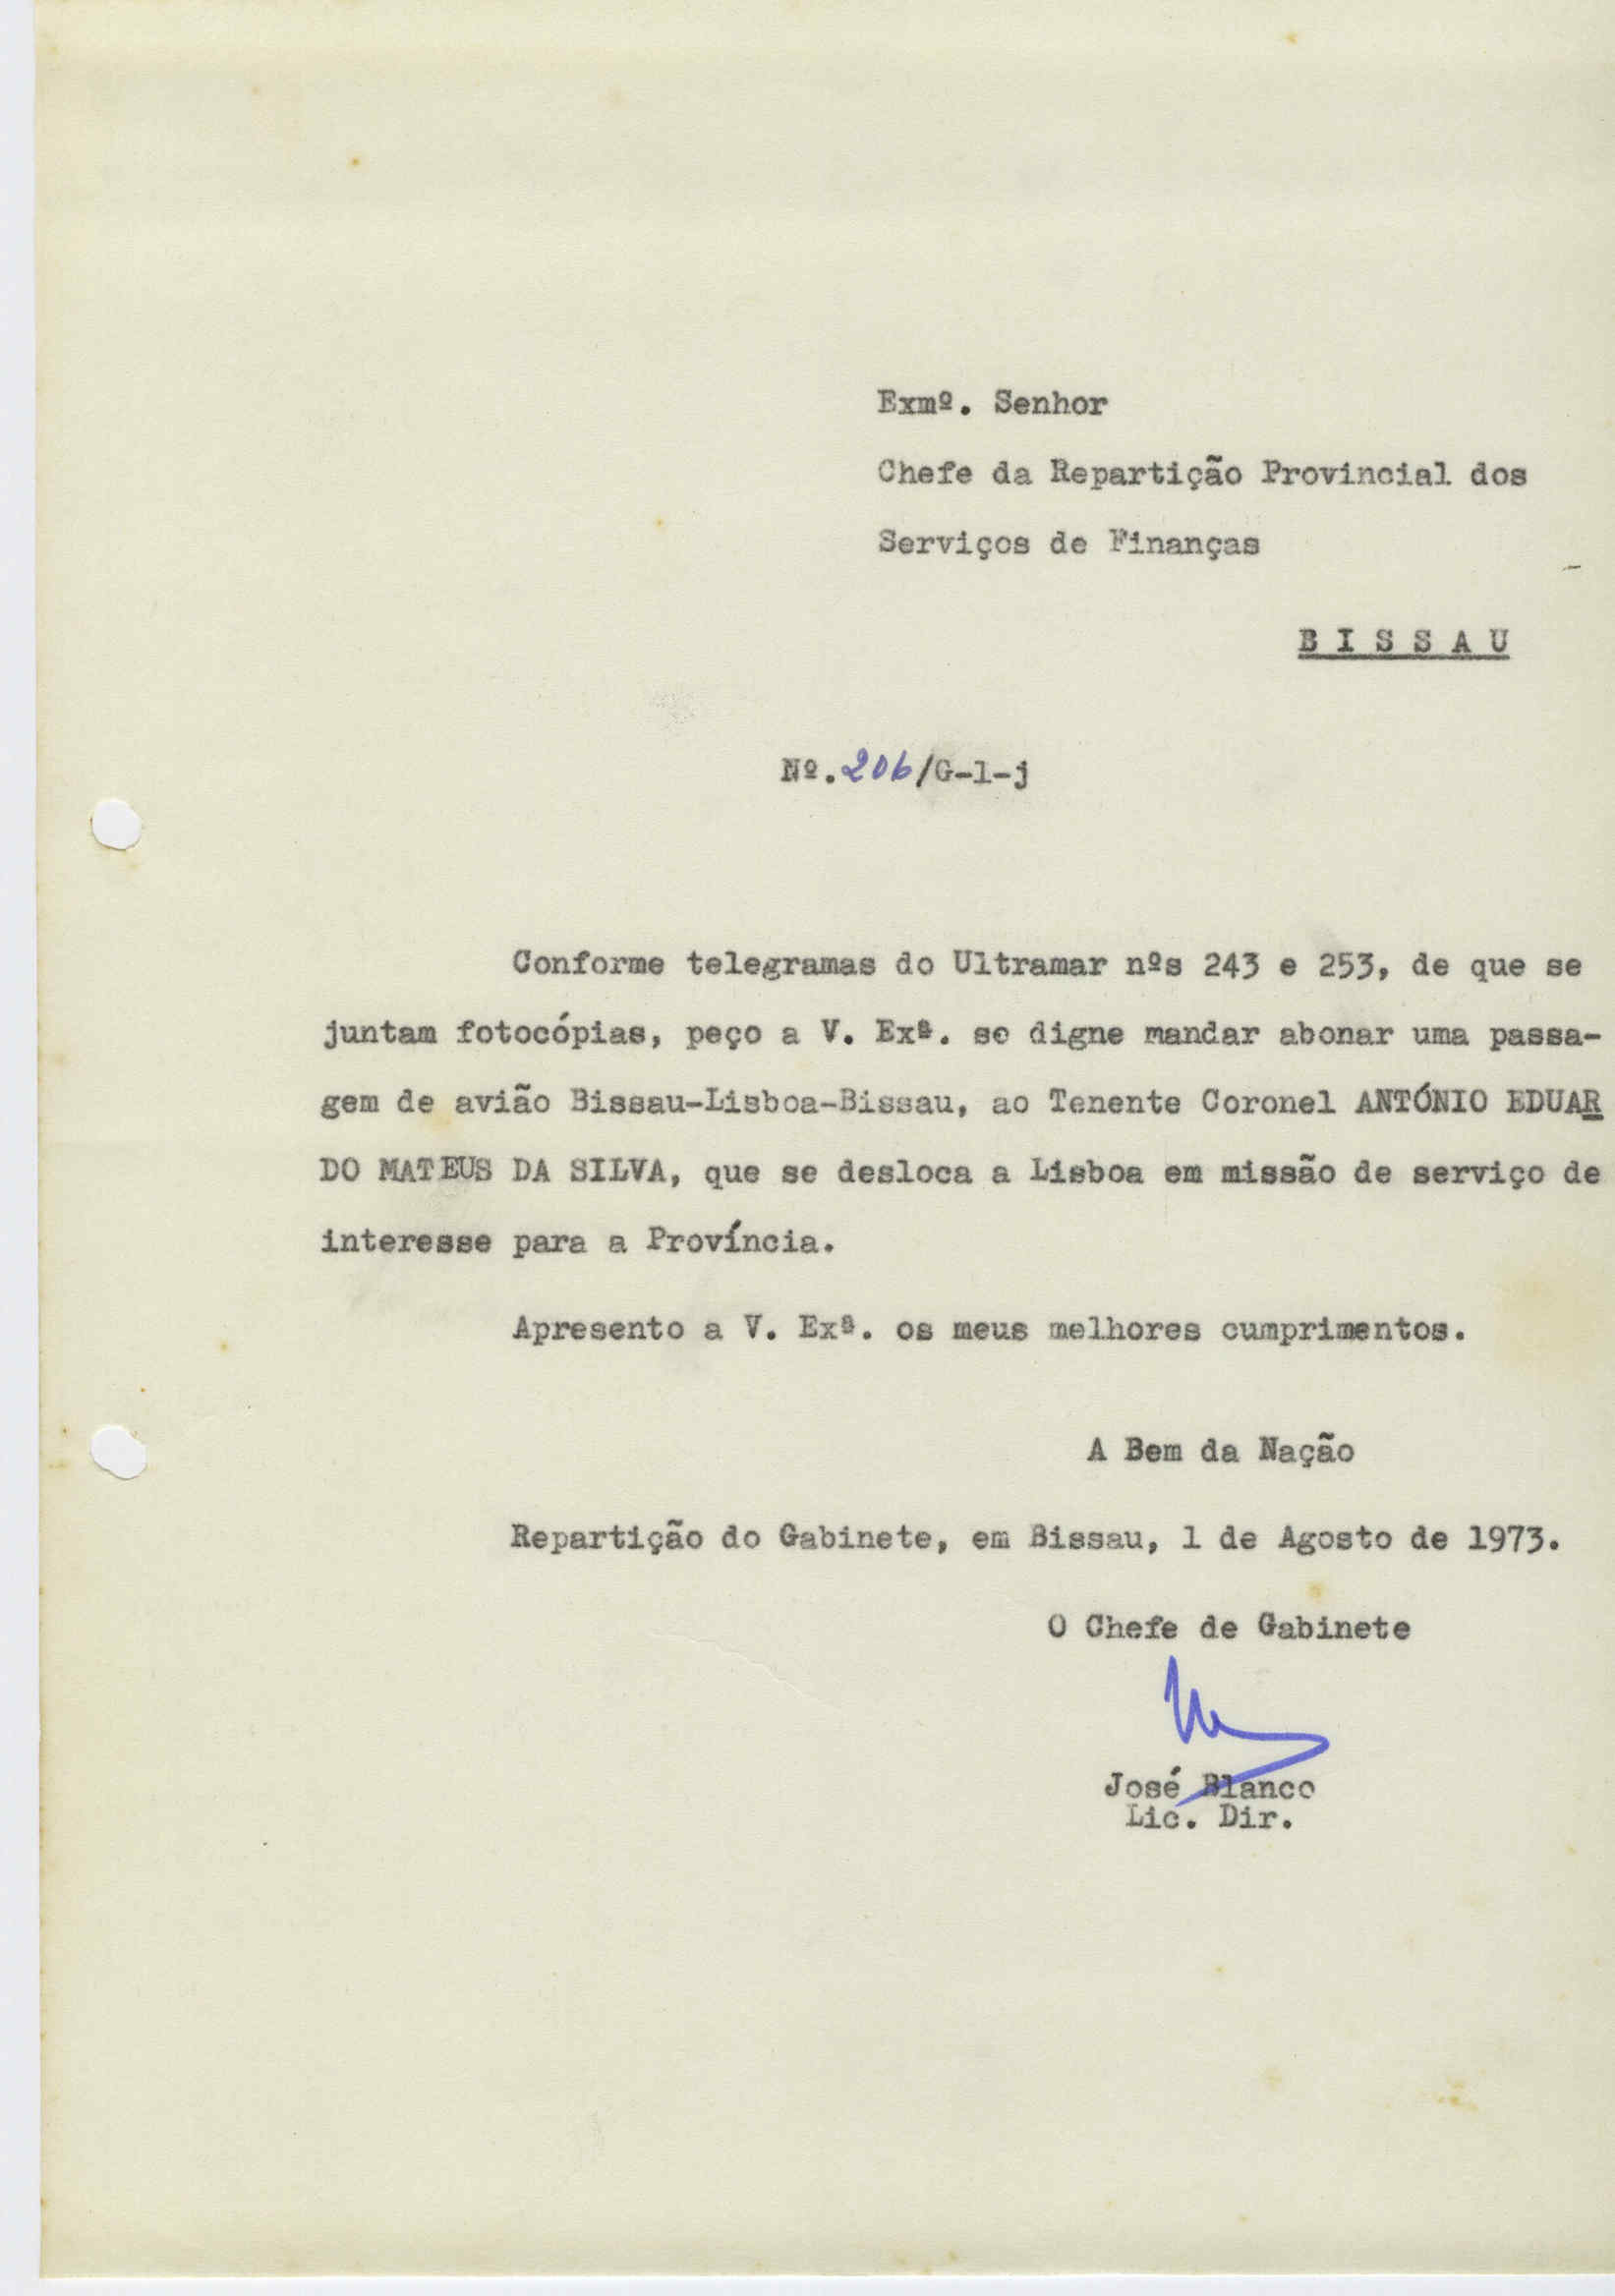 Exmº. Senhor
Chefe da Repartição Provincial dos
Serviços de Finanças
B I S S A U
Nº.206/G-1-j
Conforme telegramas do Ultramar nºs 243 e 253, de que se
juntam fotocópias, peço a V. Exª. se digne mandar abonar uma passa-
gem de avião Bissau-Lisboa-Bissau, ao Tenente Coronel ANTÓNIO EDUAR
DO MATEUS DA SILVA, que se desloca a Lisboa em missão de serviço de
interesse para a Província.
Apresento a V. Exª. os meus melhores cumprimentos.
A Bem da Nação
Repartição do Gabinete, em Bissau, 1 de Agosto de 1973.
O Chefe de Gabinete
José Blanco
Lic. Dir.